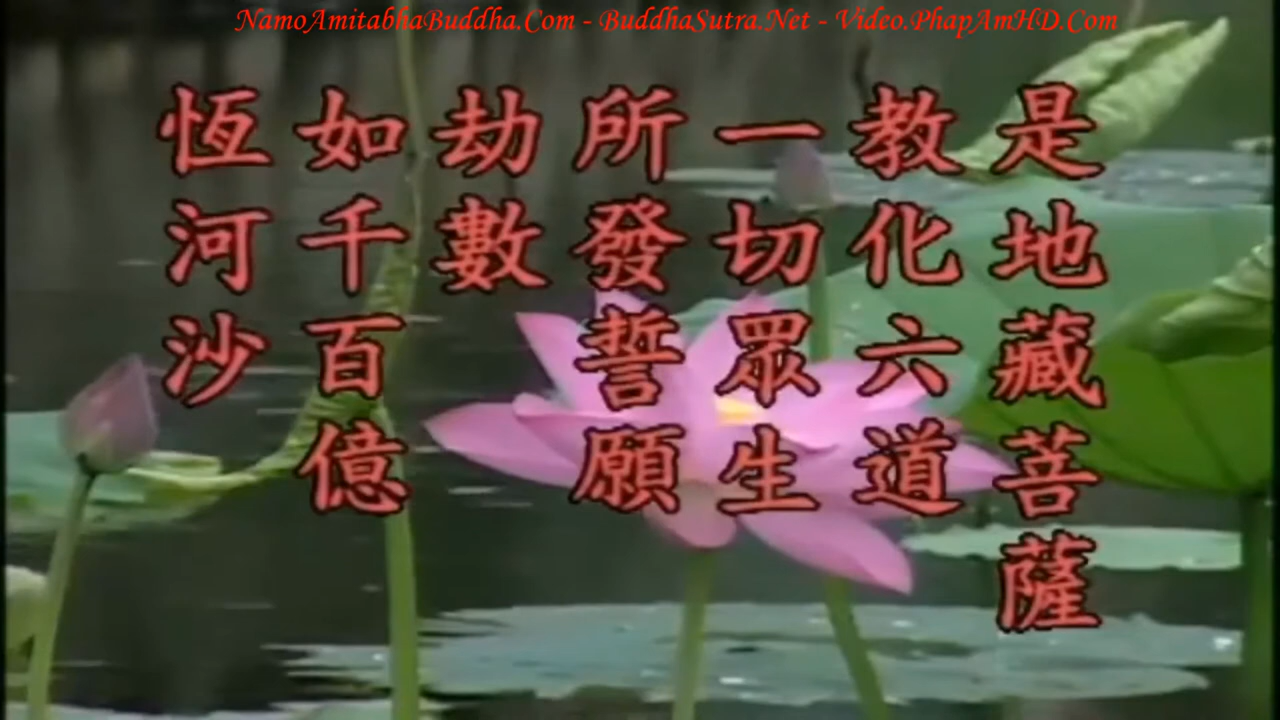 NamoAmitabhaBuddha.Com - BuddhaSutra.Net - Video.PhapAmHD.Com
是地藏菩薩
教化六道
一切眾生
所發誓願
劫數
如千百億
恆河沙